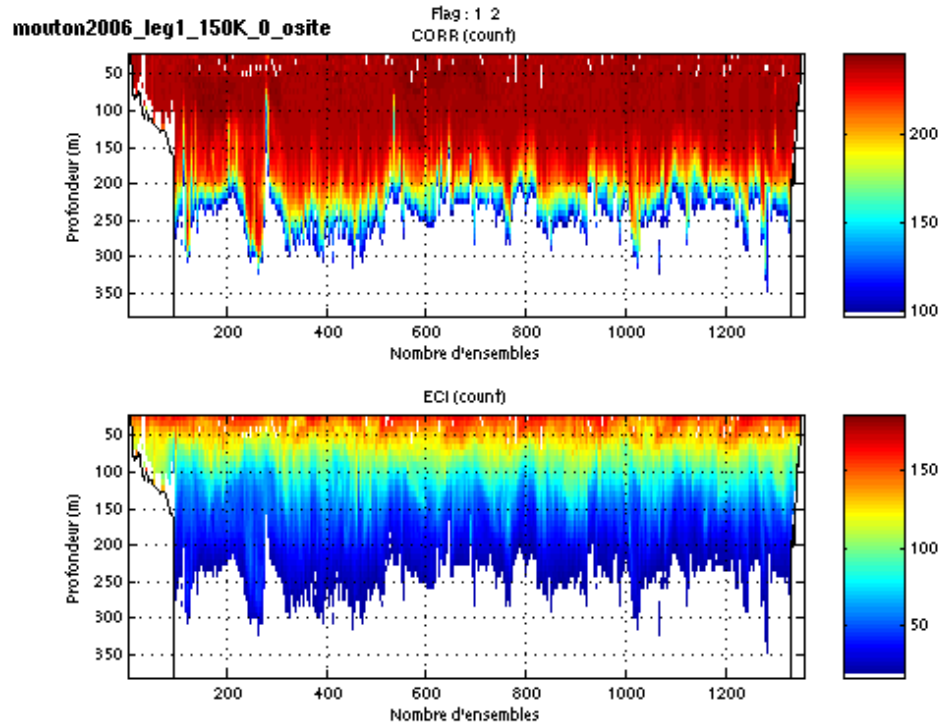 mouton2006_leg1_150K_0_osite
Flag : 1 2
CORR (count)
50
100
150
200
250
300
350
Profondeur (m)
200 400 600 800 1000 1200
Nombre d'ensembles
200
150
100
ECI (count)
50
100
150
200
250
300
350
Profondeur (m)
200 400 600 800 1000 1200
Nombre d'ensembles
150
100
50